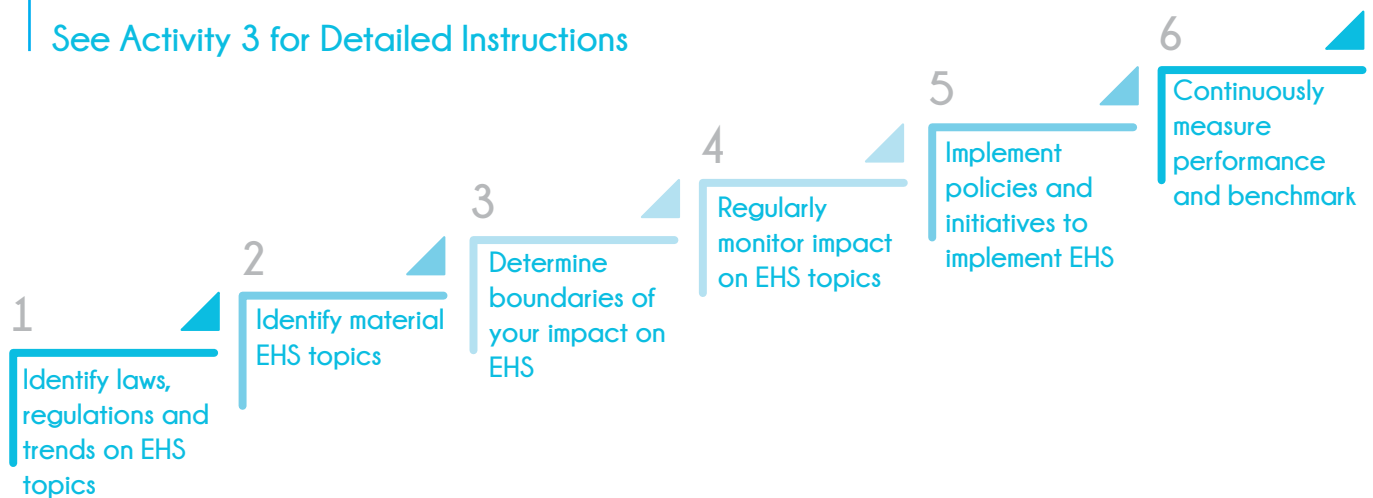 See Activity 3 for Detailed Instructions
1
Identify laws,
regulations and
trends on EHS
topics
2
Identify material
EHS topics
3
Determine
boundaries of
your impact on
EHS
4
Regularly
monitor impact
on EHS topics
5
Implement
policies and
initiatives to
implement EHS
6
Continuously
measure
performance
and benchmark